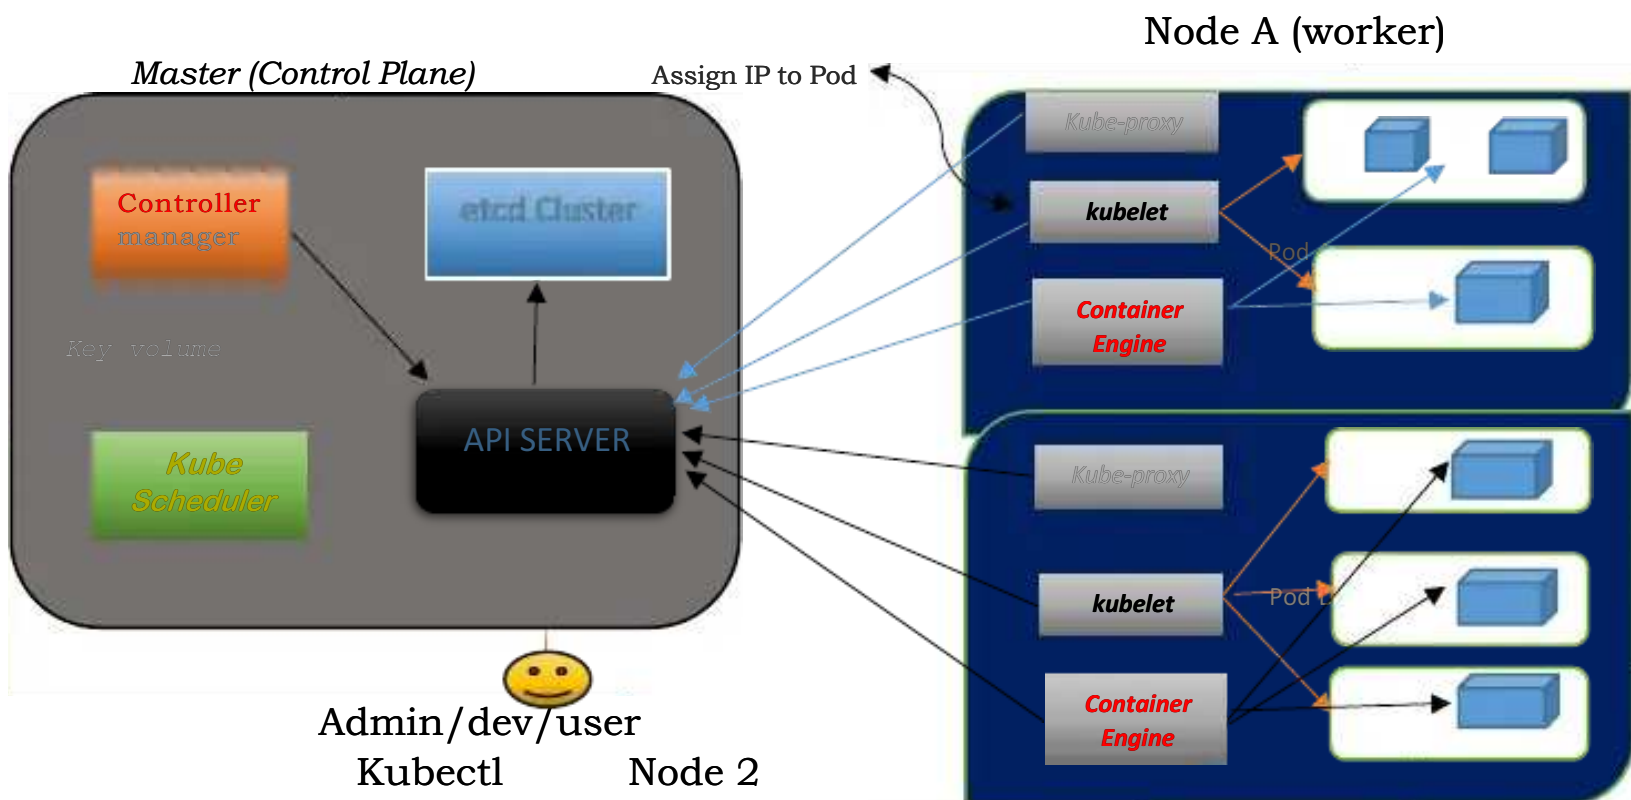 Node A (worker)
Master (Control Plane)
Assign IP to Pod
Kube-proxy
Controller
manager
etcd Cluster
kubelet
Pod
Container
Engine
Key volume
API SERVER
Kube
Scheduler
Kube-proxy
kubelet
Pod
Container
Engine
Admin/dev/user
Kubectl
Node 2